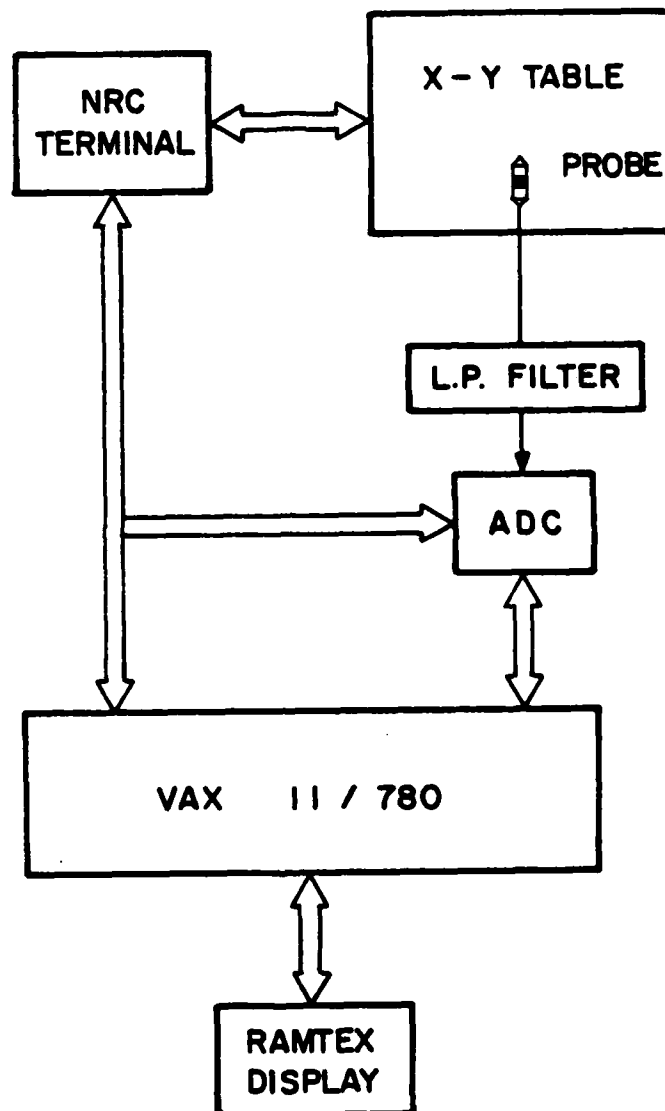 NRC
TERMINAL
X-Y TABLE
PROBE
L.P. FILTER
ADC
VAX 11 / 780
RAMTEX
DISPLAY